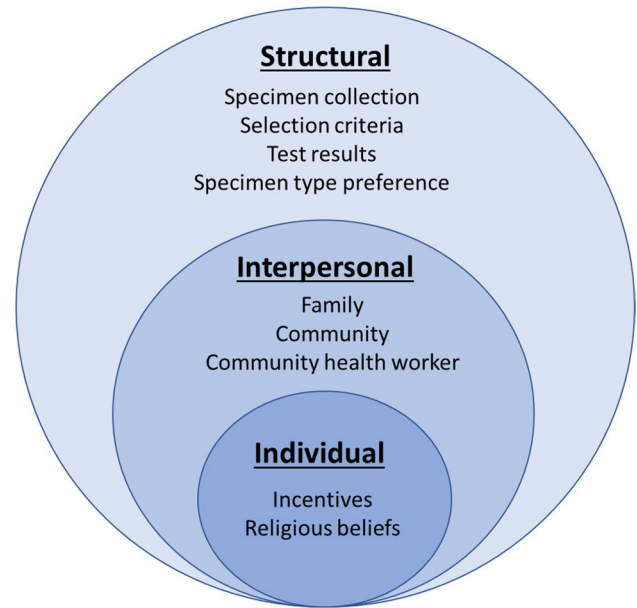 Structural
Specimen collection
Selection criteria
Test results
Specimen type preference
Interpersonal
Family
Community
Community health worker
Individual
Incentives
Religious beliefs